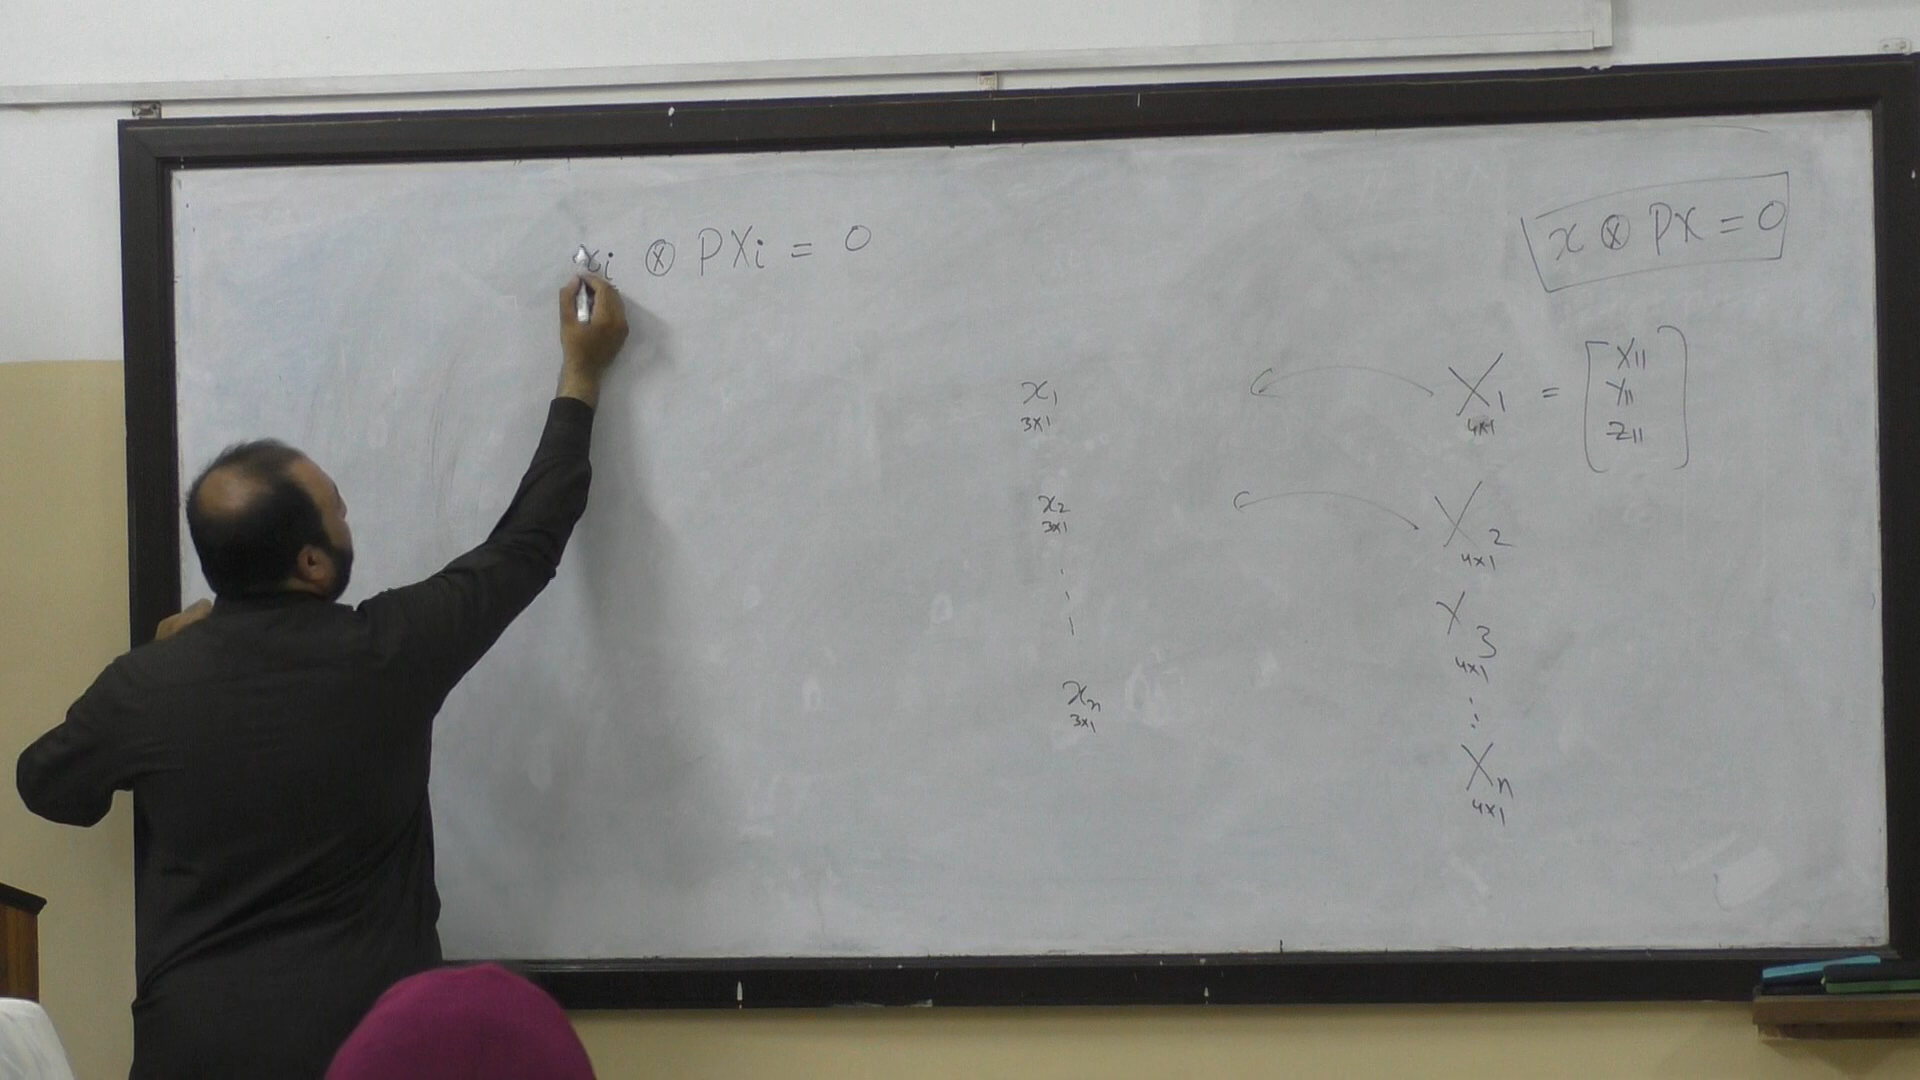 xi ⊗ PXi = 0
x ⊗ PX = 0
x1
3x1
X1 = [X11
Y11
Z11]
4x1
x2
3x1
X2
4x1
X3
4x1
xn
3x1
Xn
4x1